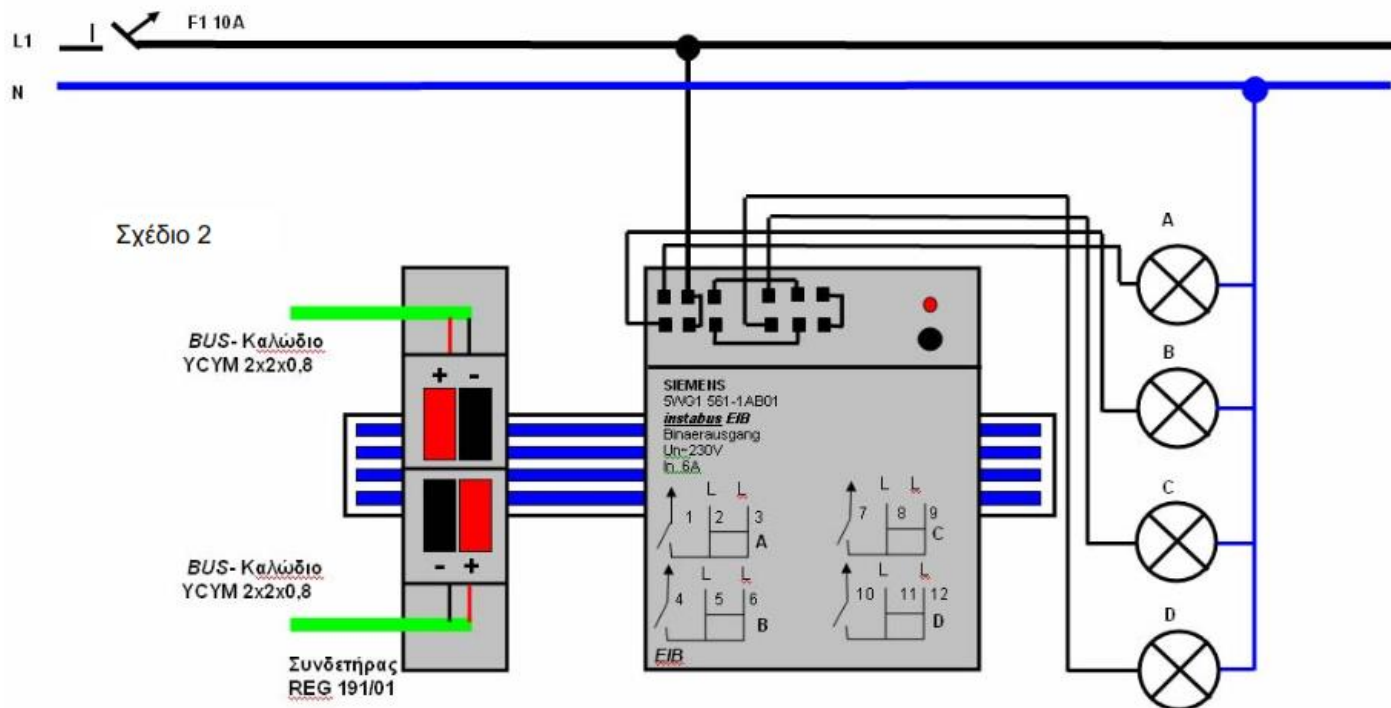 L1
F1 10A
N
Σχέδιο 2
BUS- Καλώδιο
YCYM 2x2x0,8
+ -
- +
BUS- Καλώδιο
YCYM 2x2x0,8
Συνδετήρας
REG 191/01
SIEMENS
5WG1 561-1AB01
instabus EIB
Binaerausgang
Un~230V
In 6A
L L
1 2 3
A
L L
4 5 6
B
L L
7 8 9
C
L L
10 11 12
D
EIB
A
B
C
D